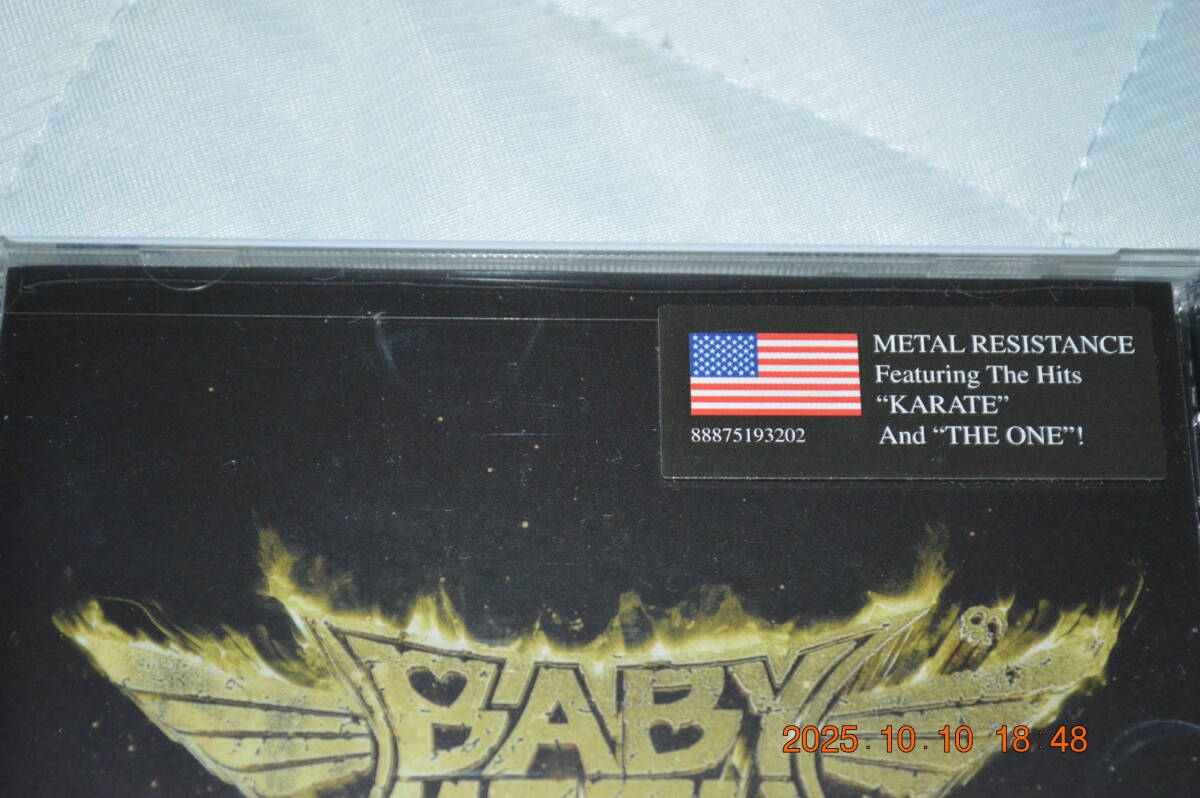 METAL RESISTANCE
Featuring The Hits
“KARATE”
And “THE ONE”!
88875193202
BABY
2025.10.10 18:48